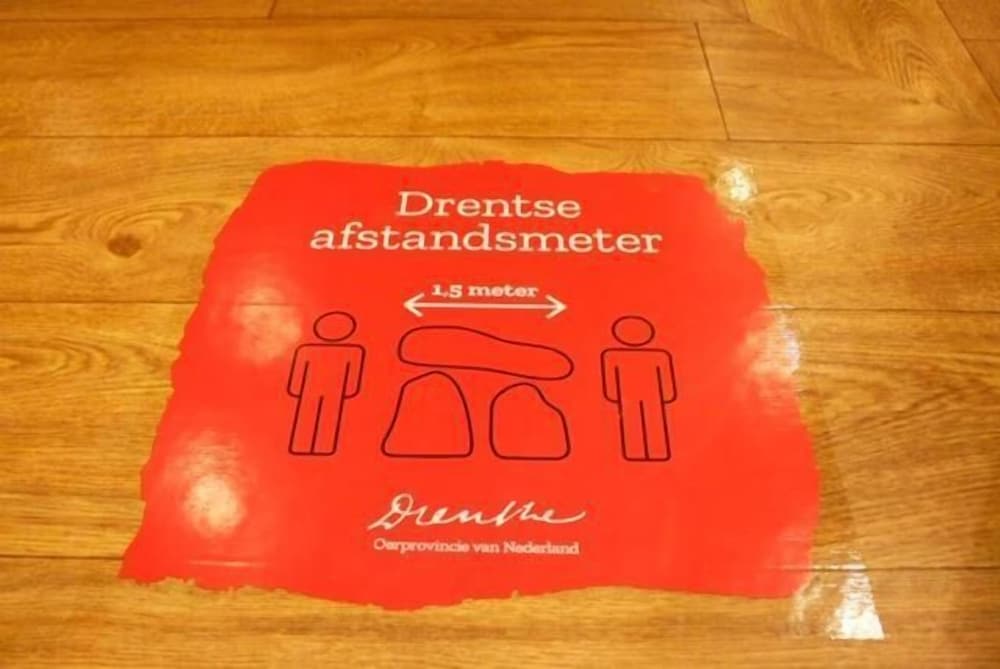 Drentse
afstandsmeter
1,5 meter
Drenthe
Oerprovincie van Nederland